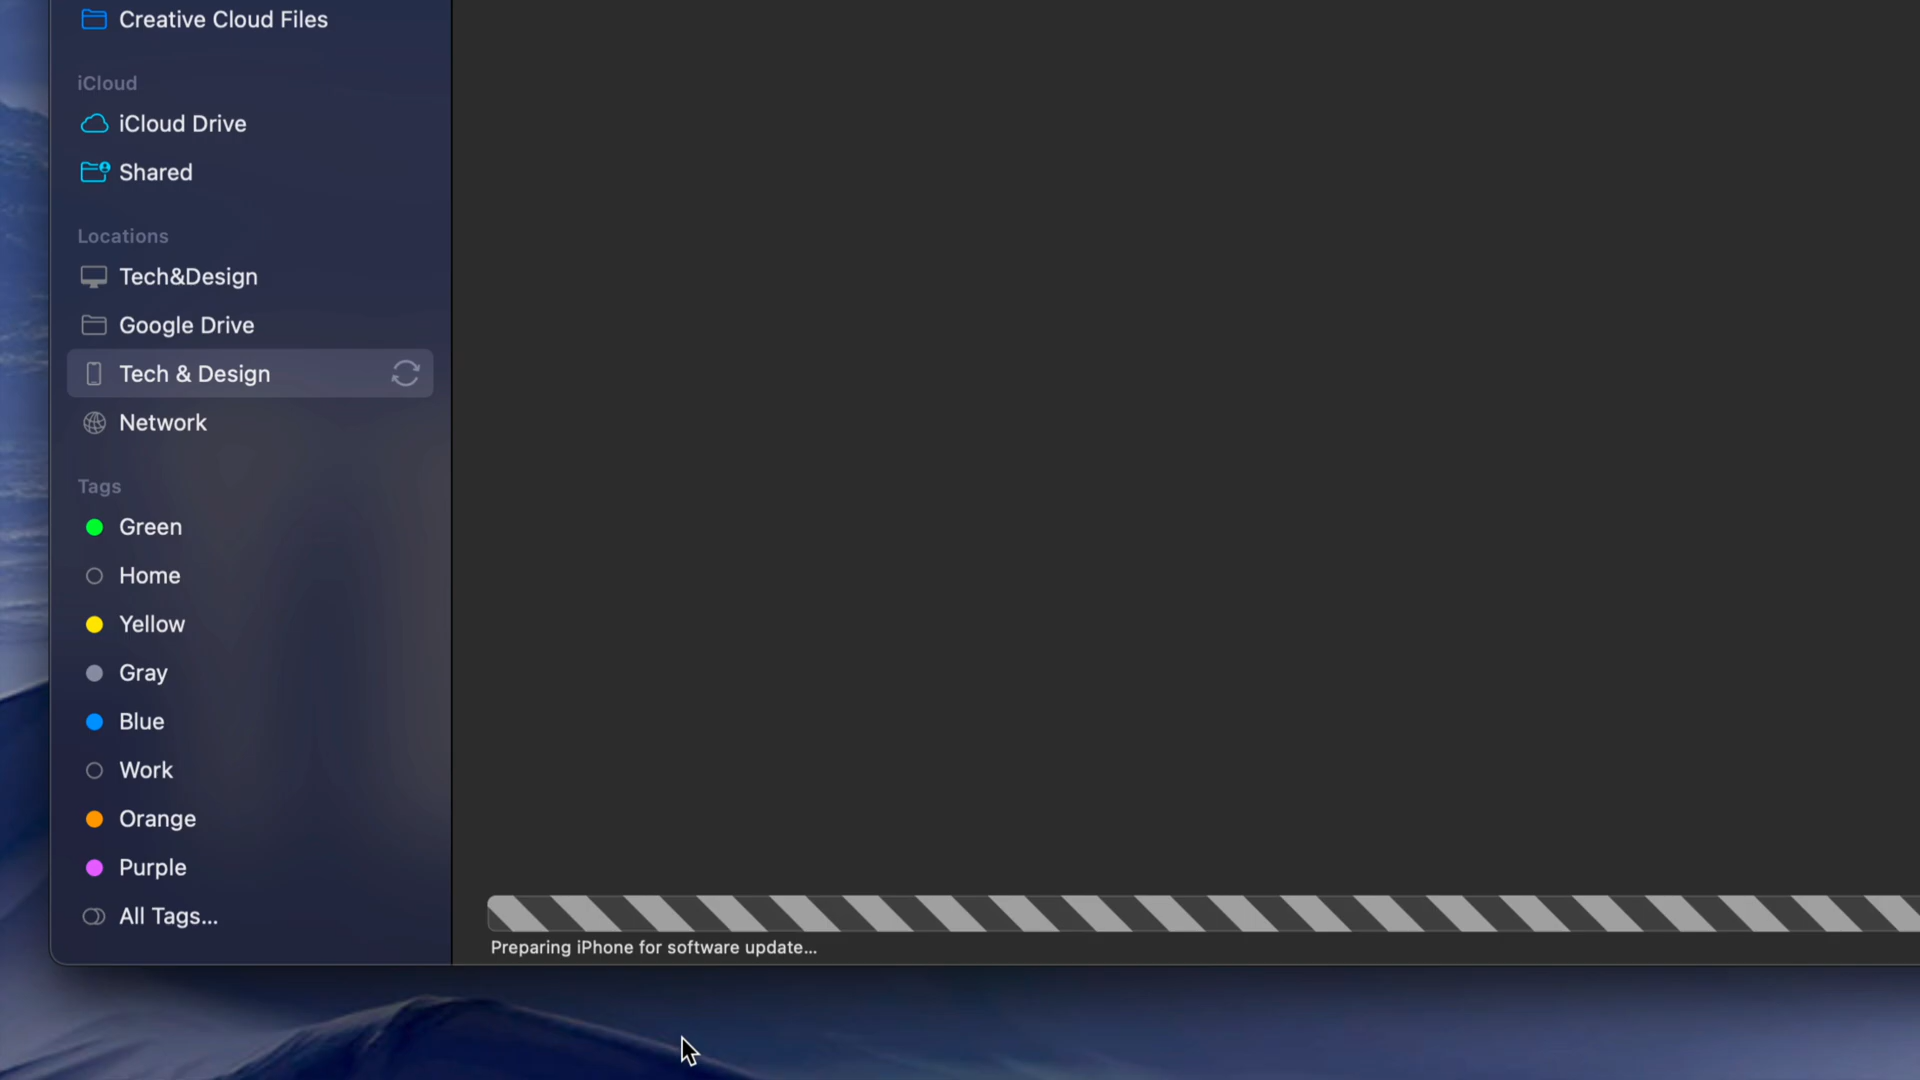 Creative Cloud Files
iCloud
iCloud Drive
Shared
Locations
Tech&Design
Google Drive
Tech & Design
Network
Tags
Green
Home
Yellow
Gray
Blue
Work
Orange
Purple
All Tags...
Preparing iPhone for software update...